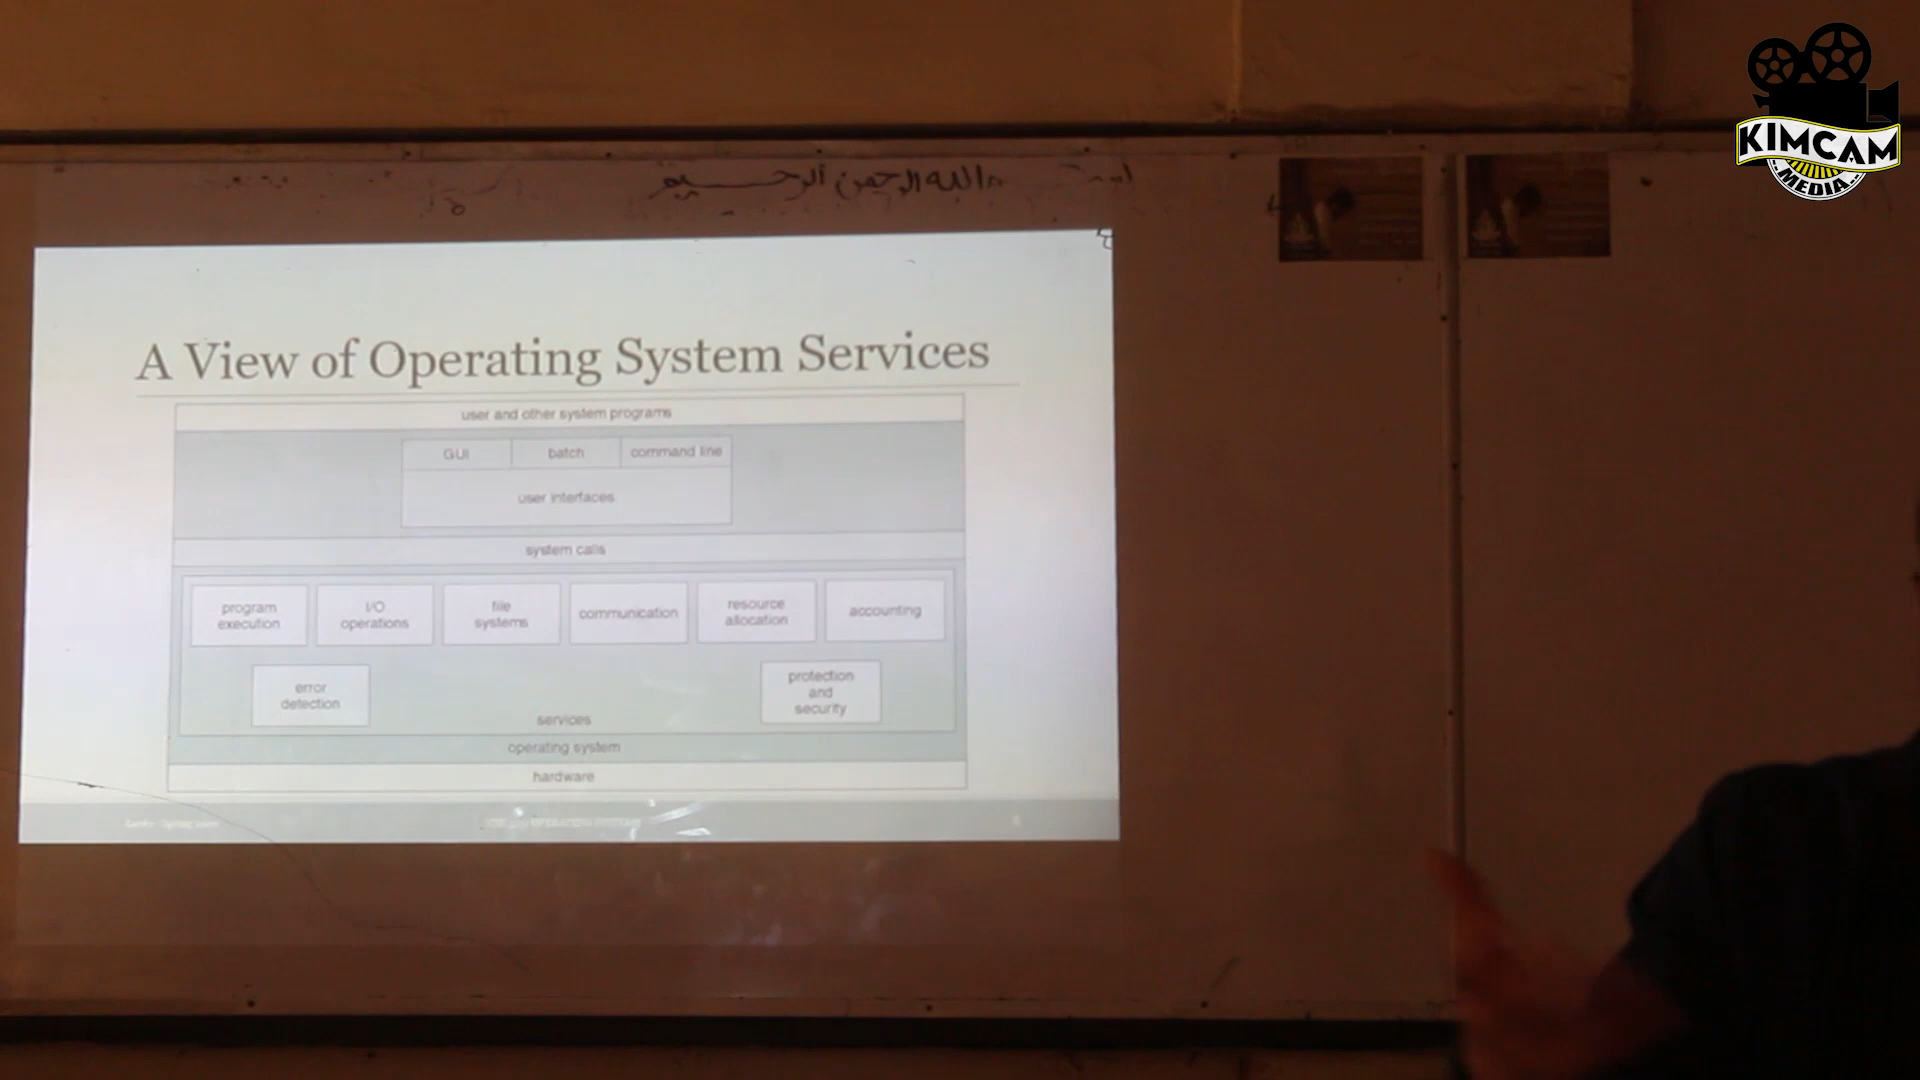 KIMCAM
MEDIA
الله الرحمن الرحيم
A View of Operating System Services
user and other system programs
GUI batch command line
user interfaces
system calls
program execution
I/O operations
file systems
communication
resource allocation
accounting
error detection
protection and security
services
operating system
hardware
OPERATING SYSTEMS